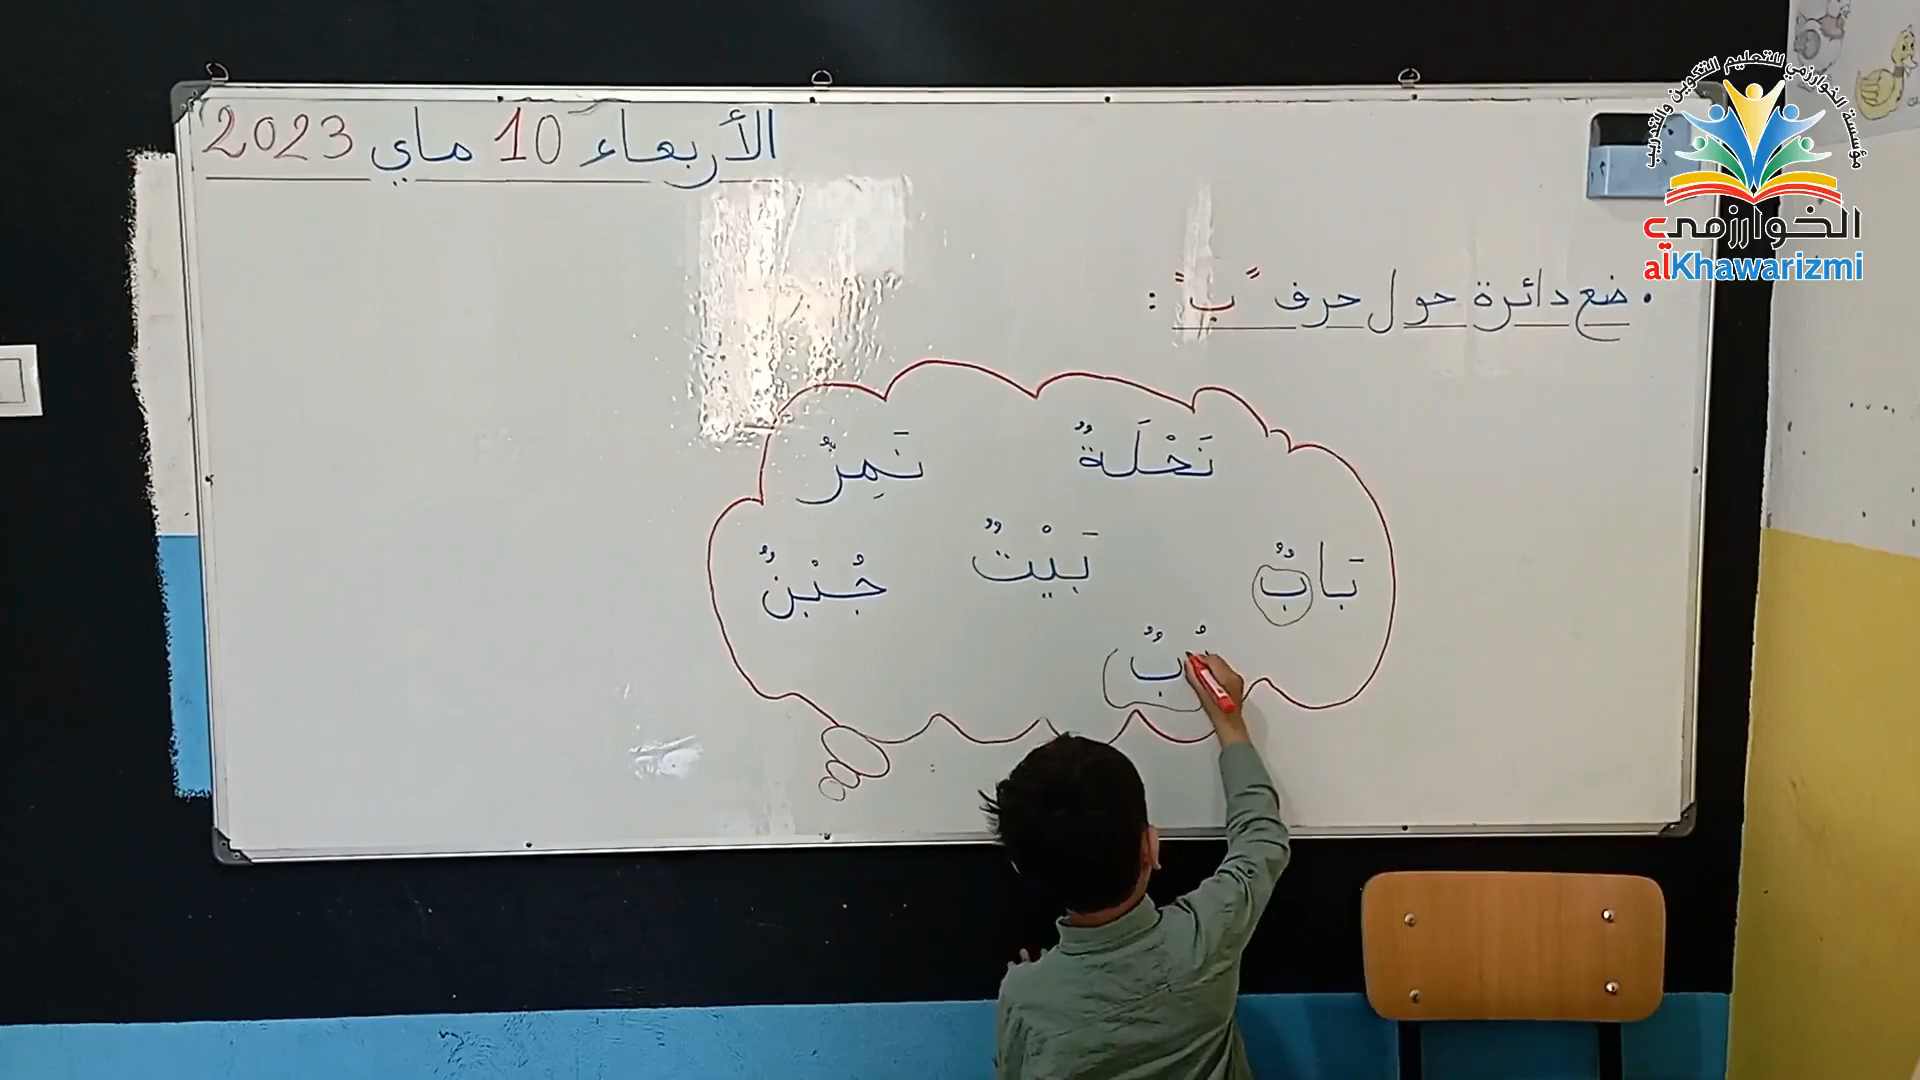 الأربعاء 10 ماي 2023
• ضع دائرة حول حرف "ب" :
نَحْلَةٌ نَمِرٌ
بَابٌ بَيْتٌ جُبْنٌ
بٌ
مؤسسة الخوارزمي للتعليم التكوين والتدريب
الخوارزمي
alKhawarizmi